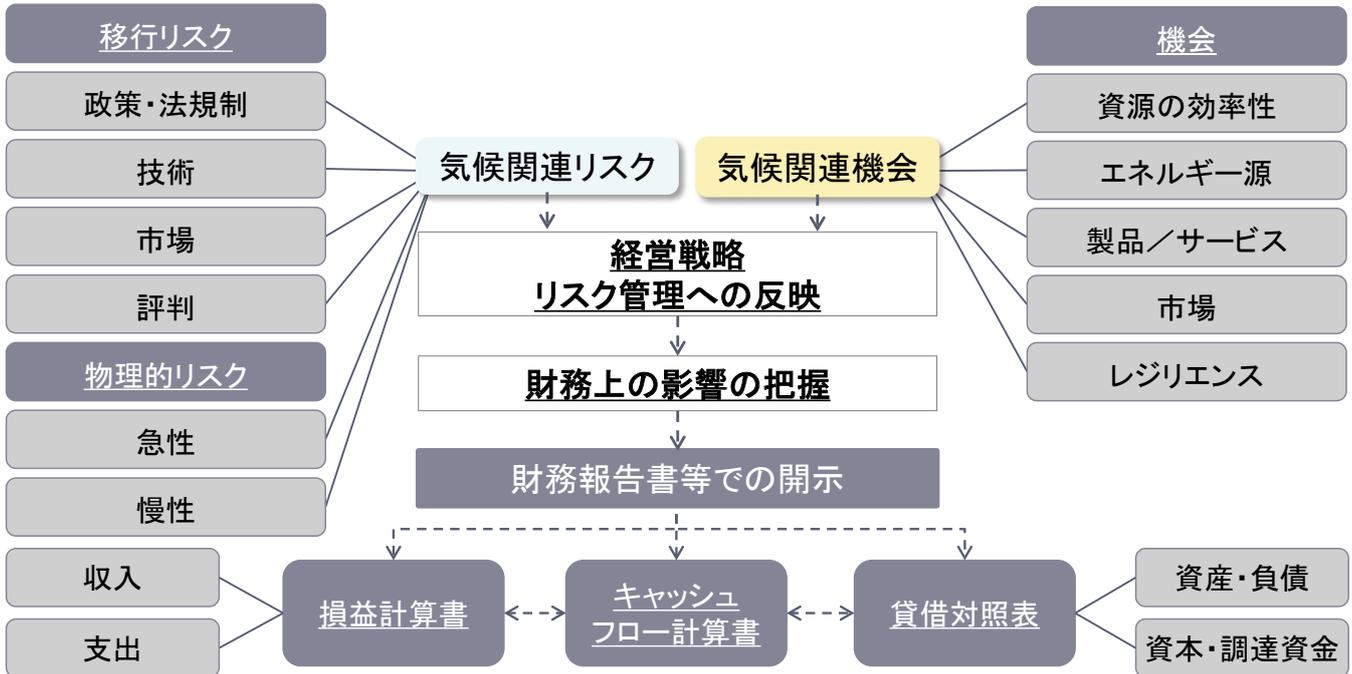 移行リスク
政策・法規制
技術
市場
評判
物理的リスク
急性
慢性
気候関連リスク
気候関連機会
機会
資源の効率性
エネルギー源
製品／サービス
市場
レジリエンス
経営戦略
リスク管理への反映
財務上の影響の把握
財務報告書等での開示
収入
支出
損益計算書
キャッシュ
フロー計算書
貸借対照表
資産・負債
資本・調達資金